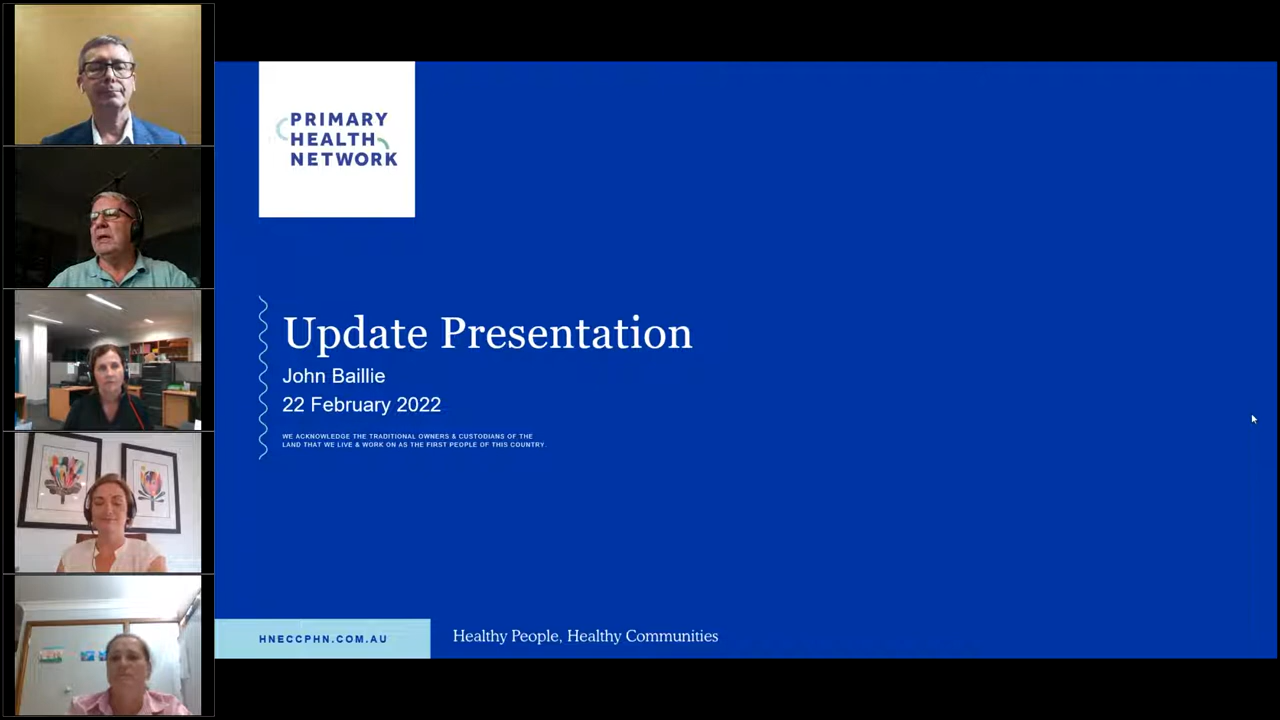 PRIMARY
HEALTH
NETWORK
Update Presentation
John Baillie
22 February 2022
WE ACKNOWLEDGE THE TRADITIONAL OWNERS & CUSTODIANS OF THE
LAND THAT WE LIVE & WORK ON AS THE FIRST PEOPLE OF THIS COUNTRY.
HNECCPHN.COM.AU
Healthy People, Healthy Communities